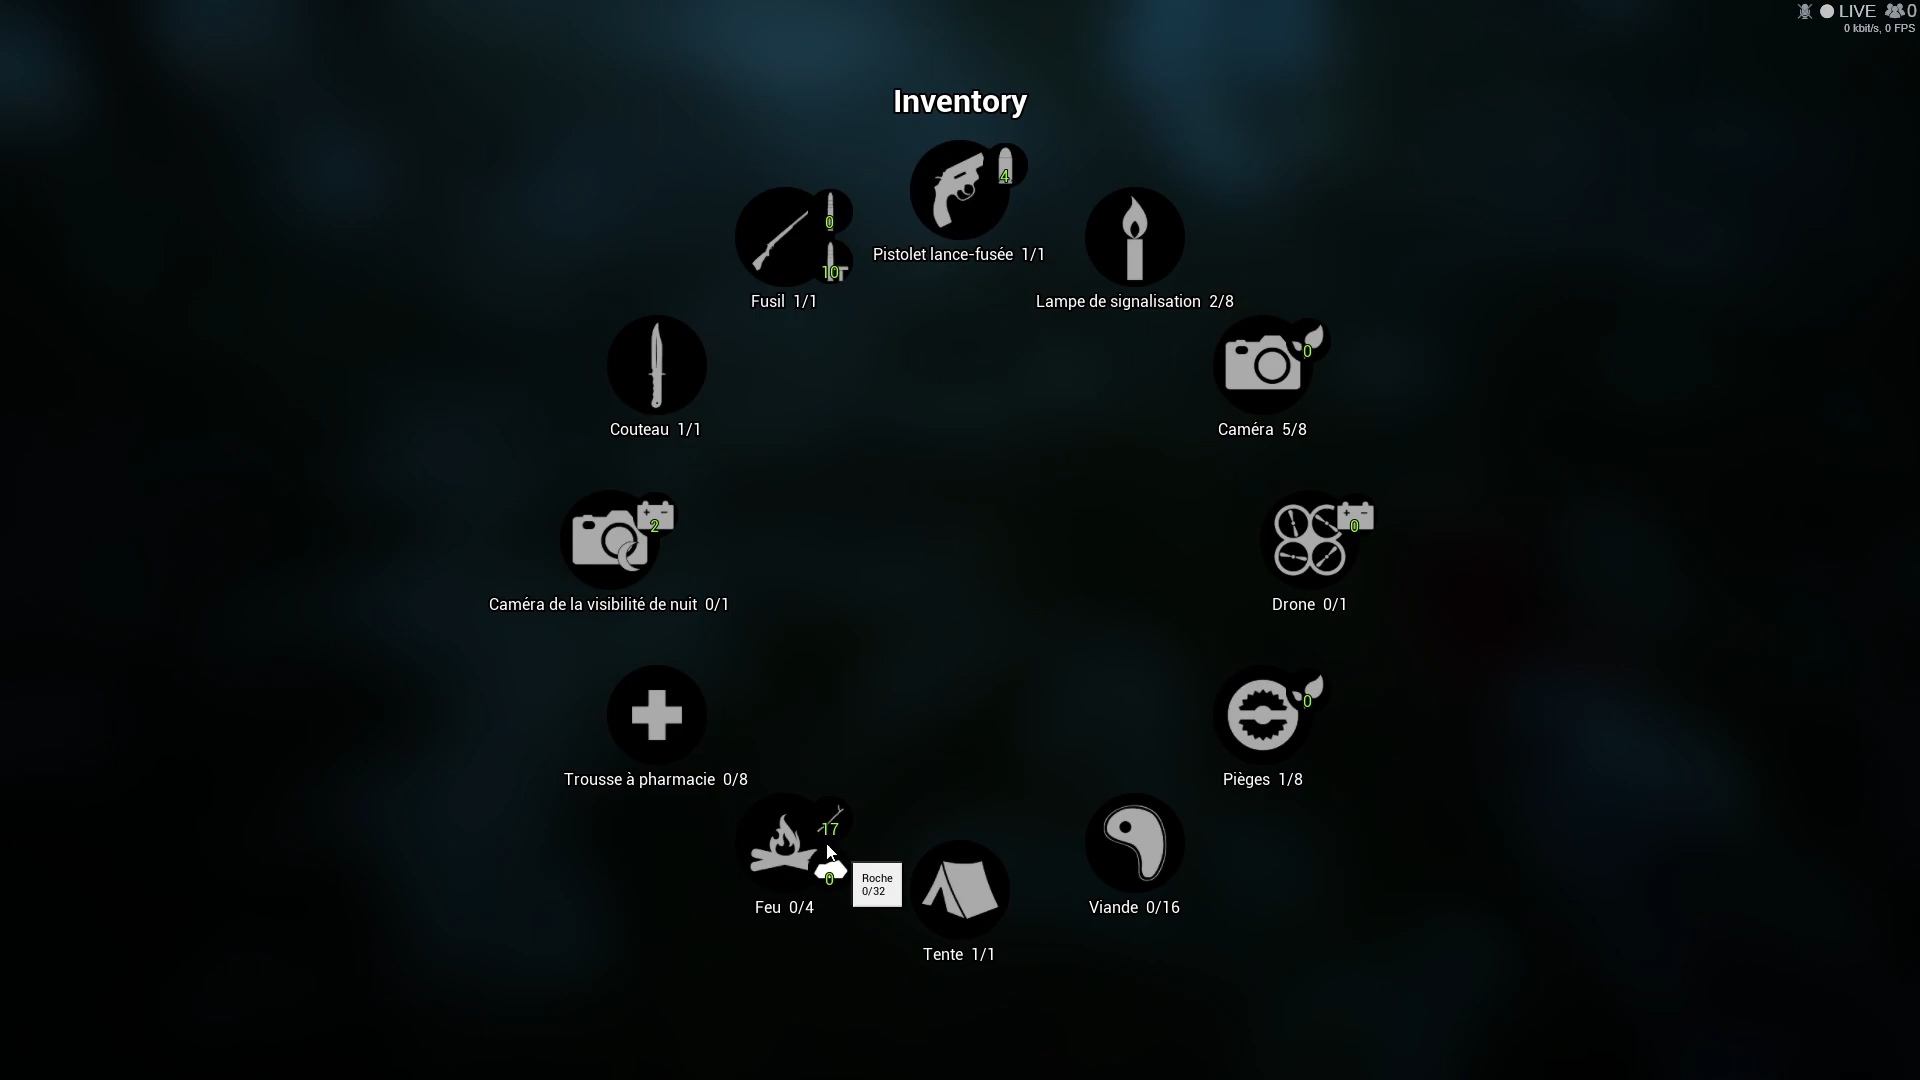 LIVE 0
0 kbit/s, 0 FPS
Inventory
4
Pistolet lance-fusée 1/1
0
10
Fusil 1/1
Lampe de signalisation 2/8
Couteau 1/1
0
Caméra 5/8
2
Caméra de la visibilité de nuit 0/1
0
Drone 0/1
Trousse à pharmacie 0/8
0
Pièges 1/8
17
0
Feu 0/4
Roche
0/32
Viande 0/16
Tente 1/1